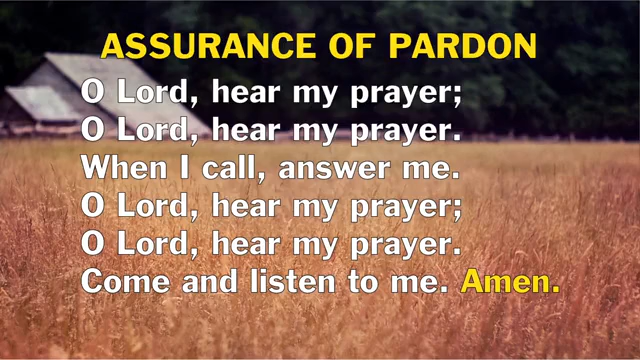 ASSURANCE OF PARDON
O Lord, hear my prayer;
O Lord, hear my prayer.
When I call, answer me.
O Lord, hear my prayer;
O Lord, hear my prayer.
Come and listen to me. Amen.